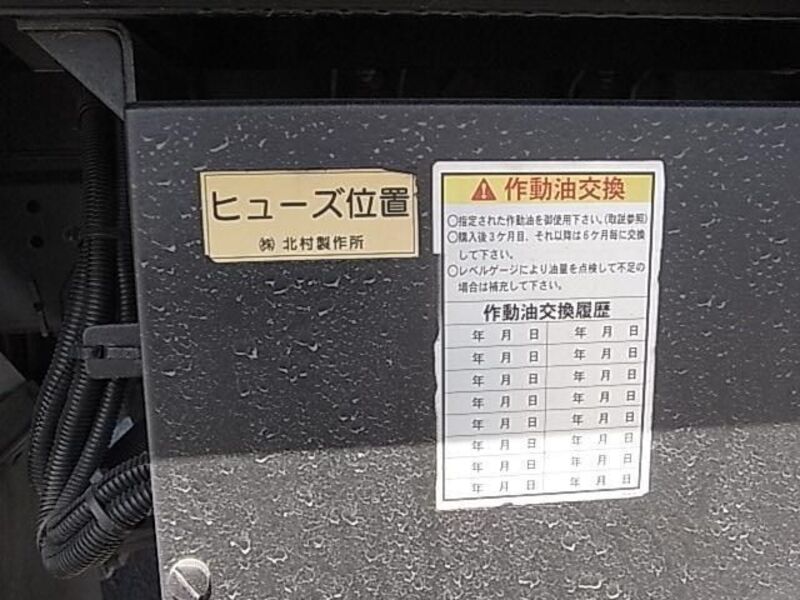 ヒューズ位置
㈱ 北村製作所
作動油交換
○指定された作動油を御使用下さい。(取説参照)
○購入後3ケ月目、それ以降は6ケ月毎に交換
して下さい。
○レベルゲージにより油量を点検して不足の
場合は補充して下さい。
作動油交換履歴
年 月 日 年 月 日
年 月 日 年 月 日
年 月 日 年 月 日
年 月 日 年 月 日
年 月 日 年 月 日
年 月 日 年 月 日
年 月 日 年 月 日
年 月 日 年 月 日